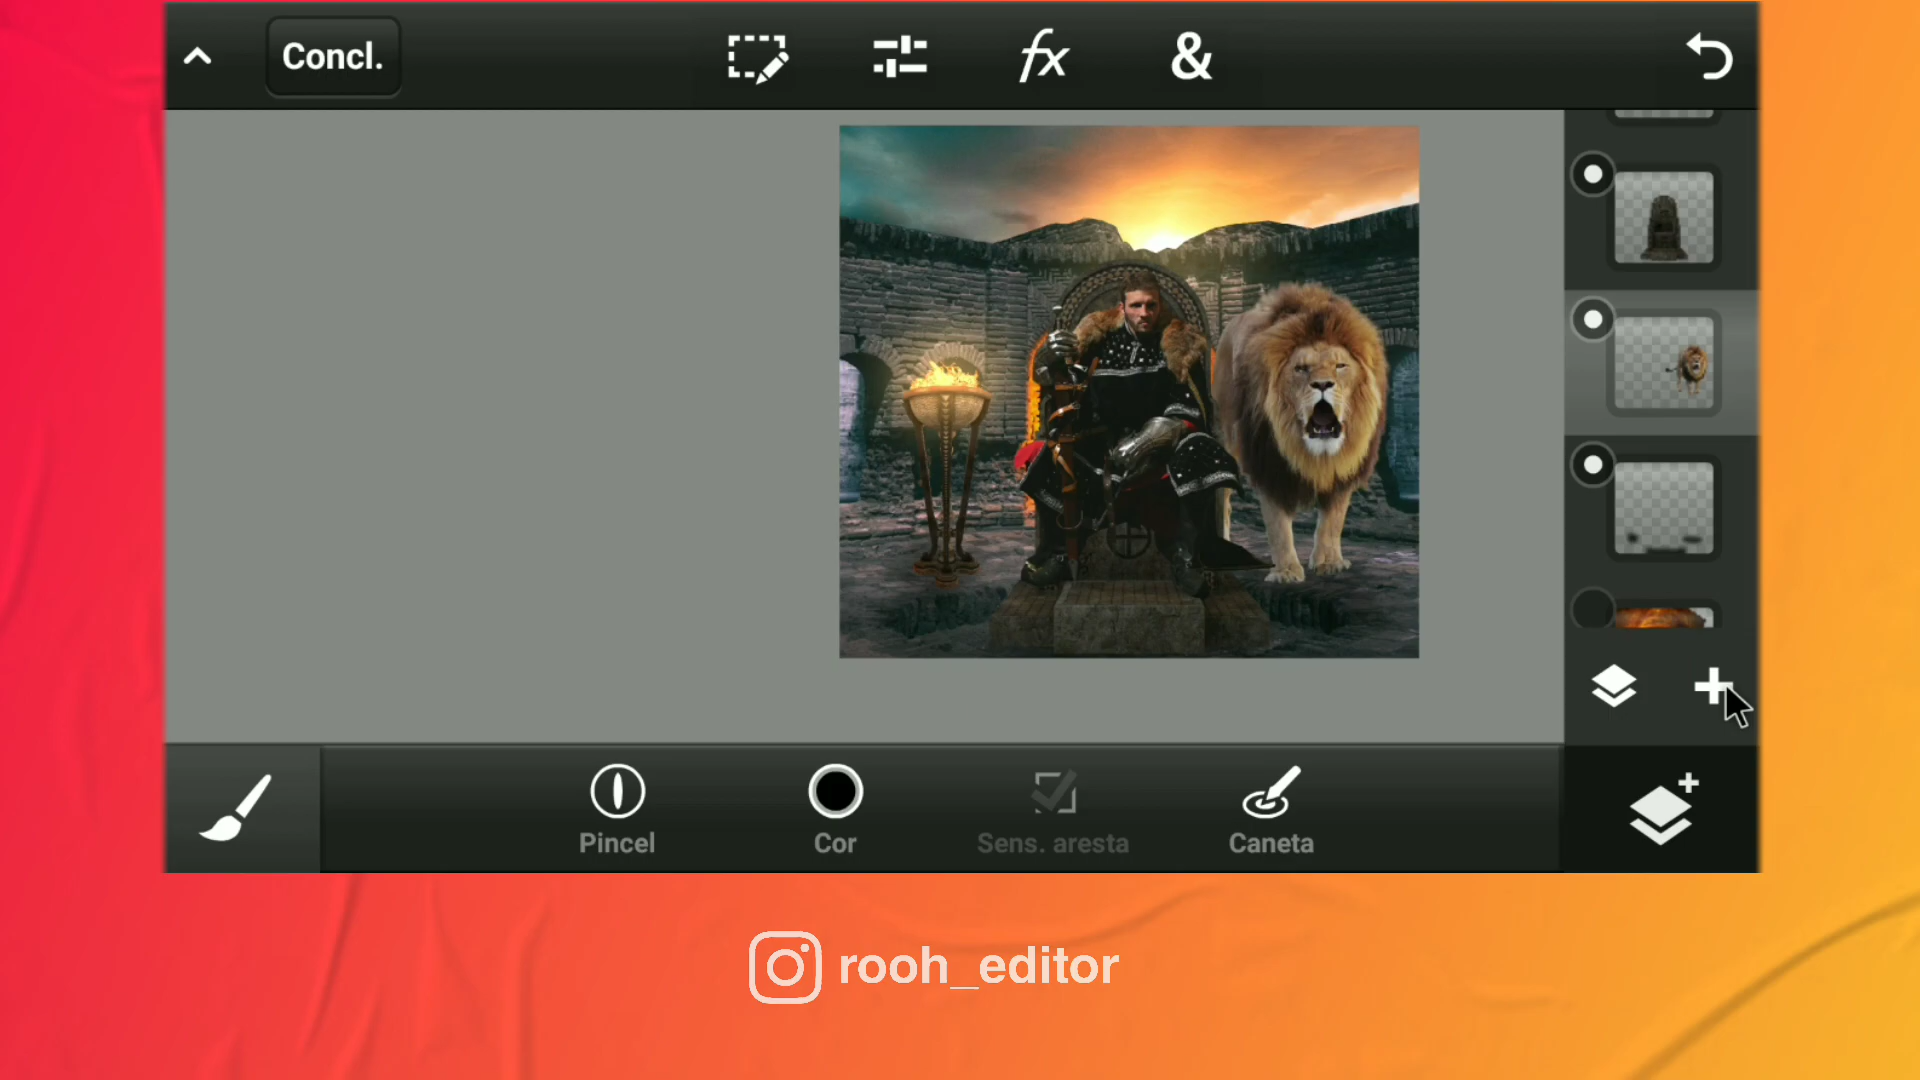 Concl.
fx
&
Pincel
Cor
Sens. aresta
Caneta
rooh_editor